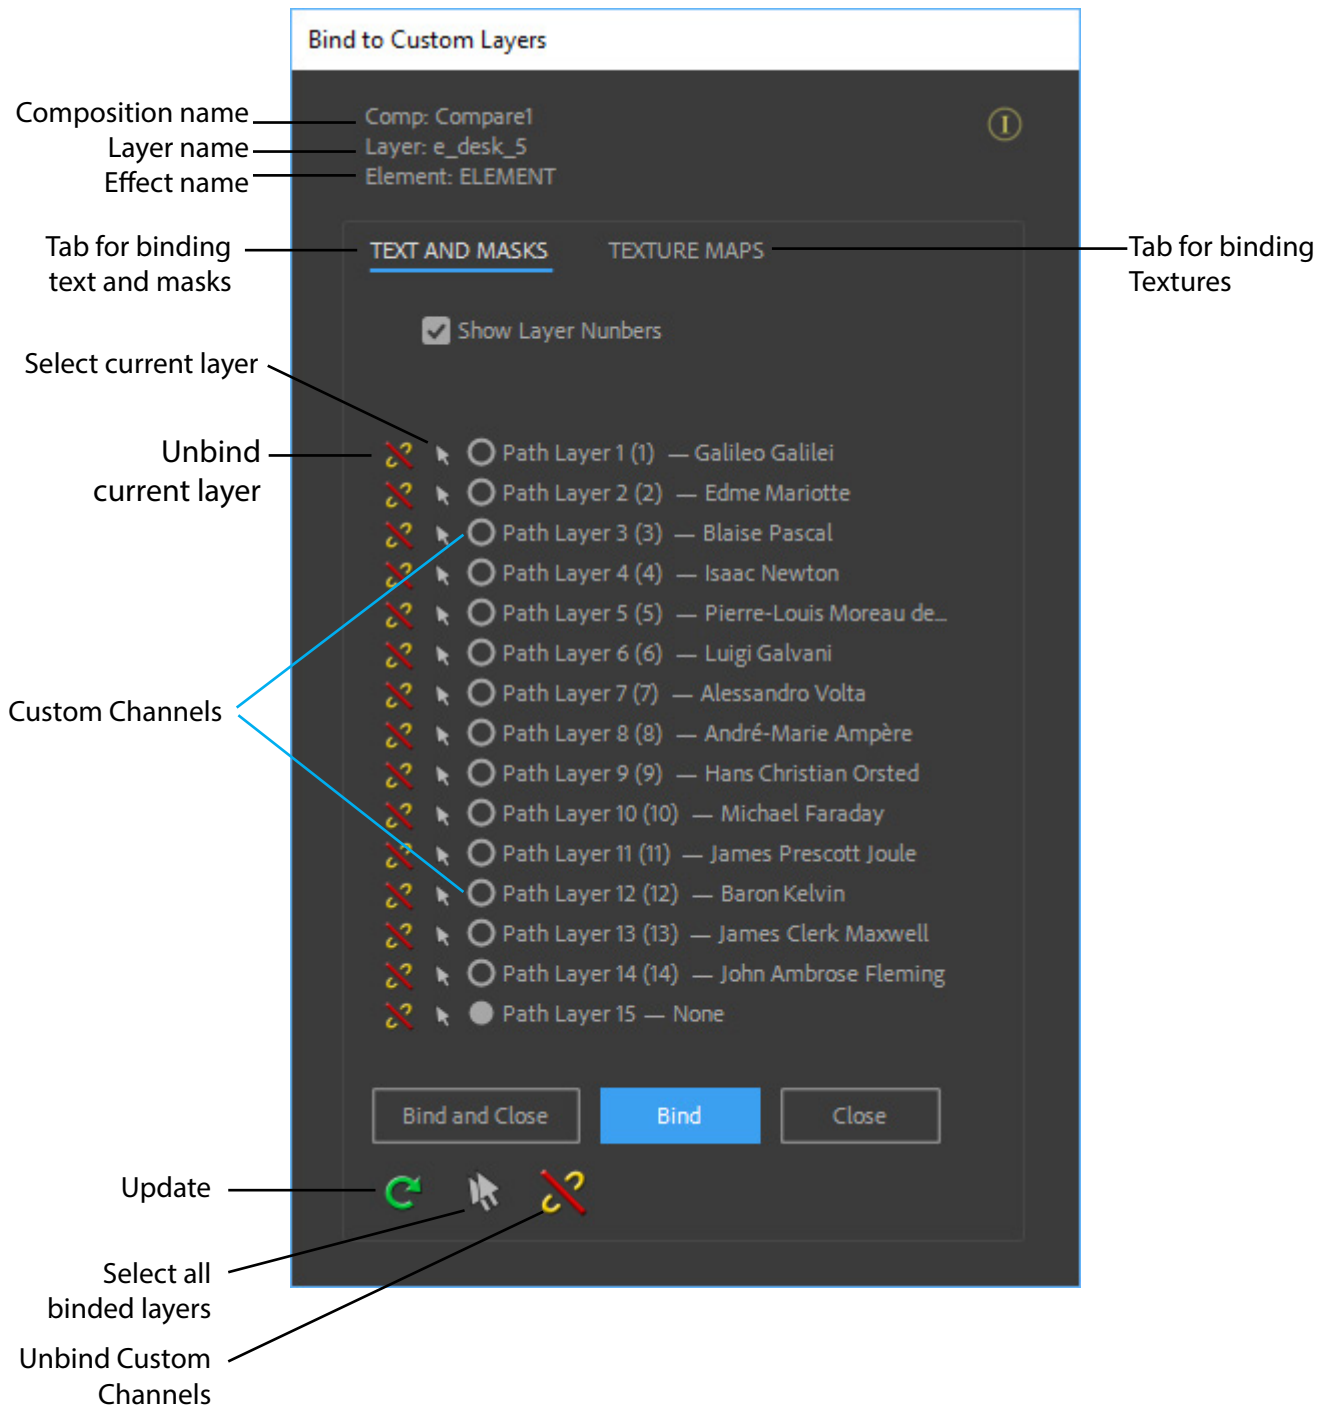 Bind to Custom Layers
Composition name
Layer name
Effect name
Comp: Compare1
Layer: e_desk_5
Element: ELEMENT
I
Tab for binding
text and masks
TEXT AND MASKS
TEXTURE MAPS
Tab for binding
Textures
Show Layer Nunbers
Select current layer
Unbind
current layer
Path Layer 1 (1) — Galileo Galilei
Path Layer 2 (2) — Edme Mariotte
Path Layer 3 (3) — Blaise Pascal
Path Layer 4 (4) — Isaac Newton
Path Layer 5 (5) — Pierre-Louis Moreau de...
Path Layer 6 (6) — Luigi Galvani
Path Layer 7 (7) — Alessandro Volta
Path Layer 8 (8) — André-Marie Ampère
Path Layer 9 (9) — Hans Christian Orsted
Path Layer 10 (10) — Michael Faraday
Path Layer 11 (11) — James Prescott Joule
Path Layer 12 (12) — Baron Kelvin
Path Layer 13 (13) — James Clerk Maxwell
Path Layer 14 (14) — John Ambrose Fleming
Path Layer 15 — None
Custom Channels
Bind and Close
Bind
Close
Update
Select all
binded layers
Unbind Custom
Channels